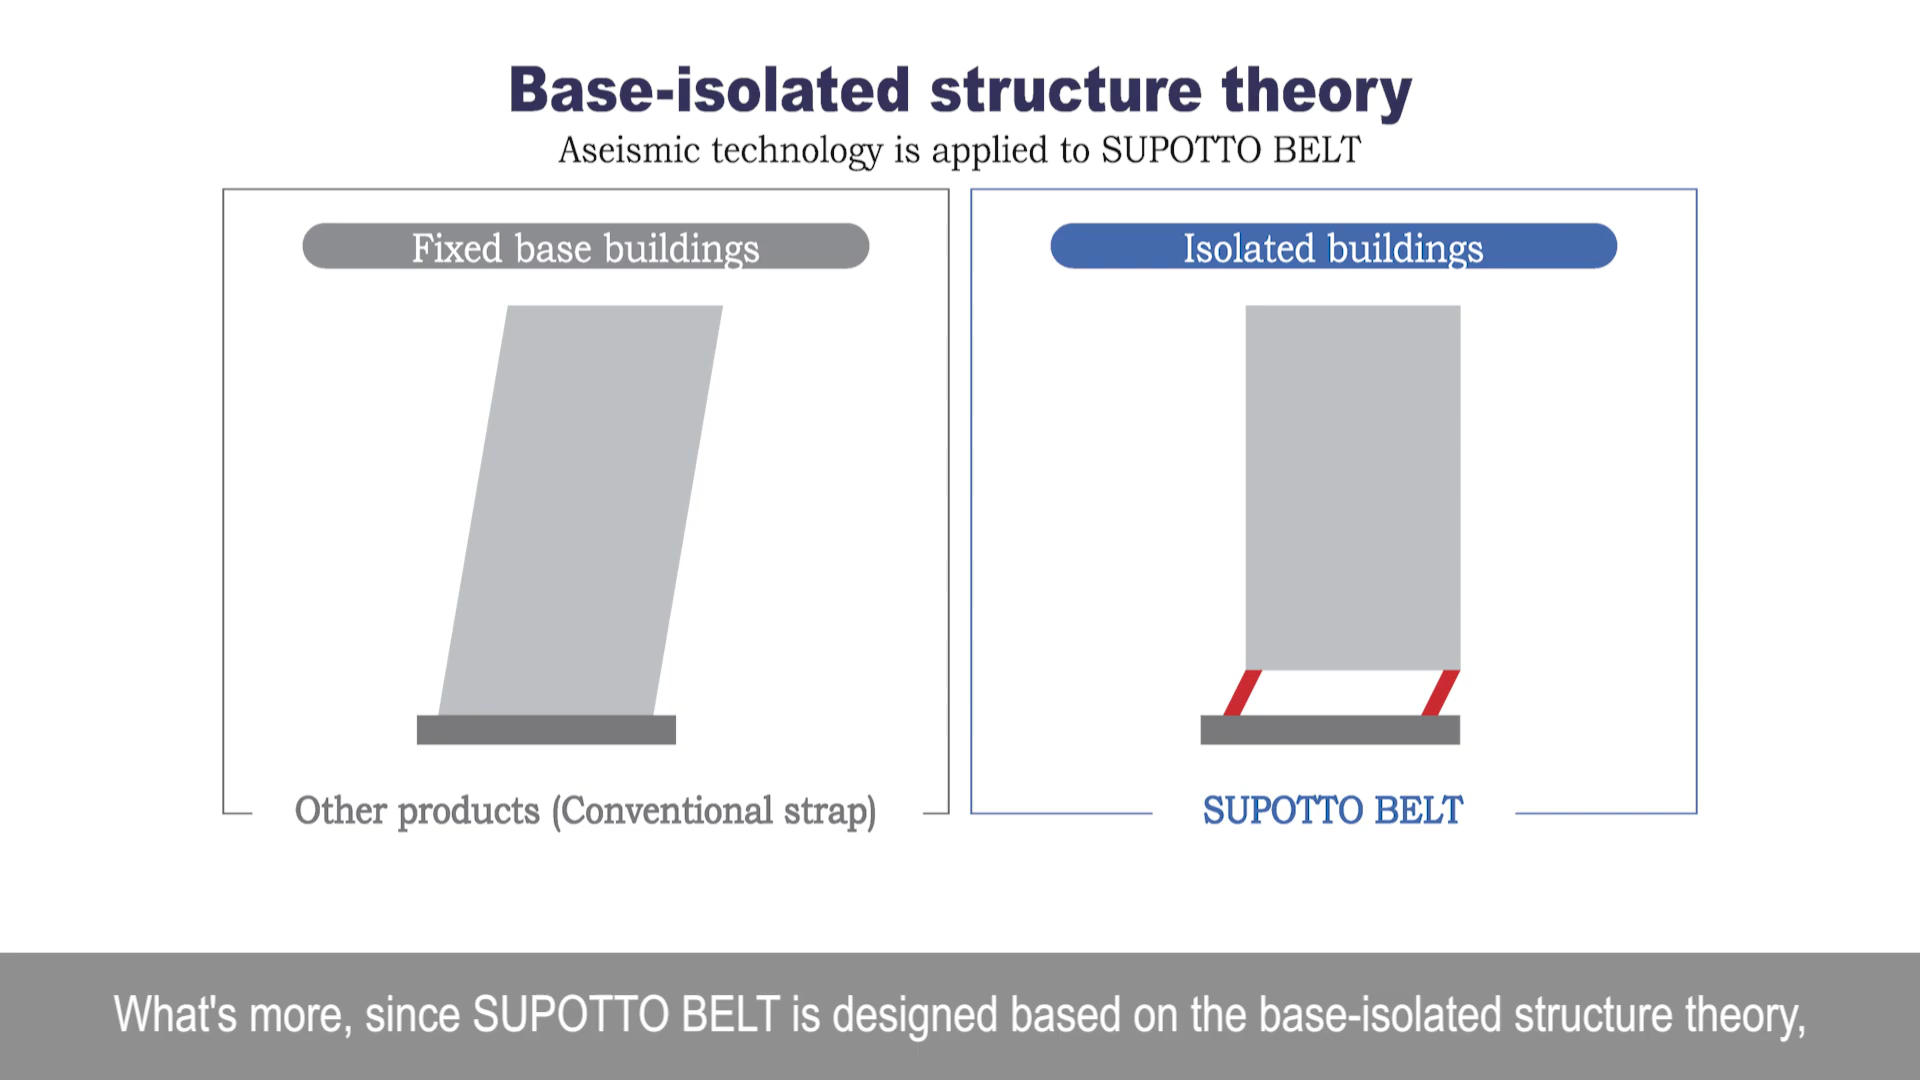 Base-isolated structure theory
Aseismic technology is applied to SUPOTTO BELT
Fixed base buildings
Other products (Conventional strap)
Isolated buildings
SUPOTTO BELT
What's more, since SUPOTTO BELT is designed based on the base-isolated structure theory,